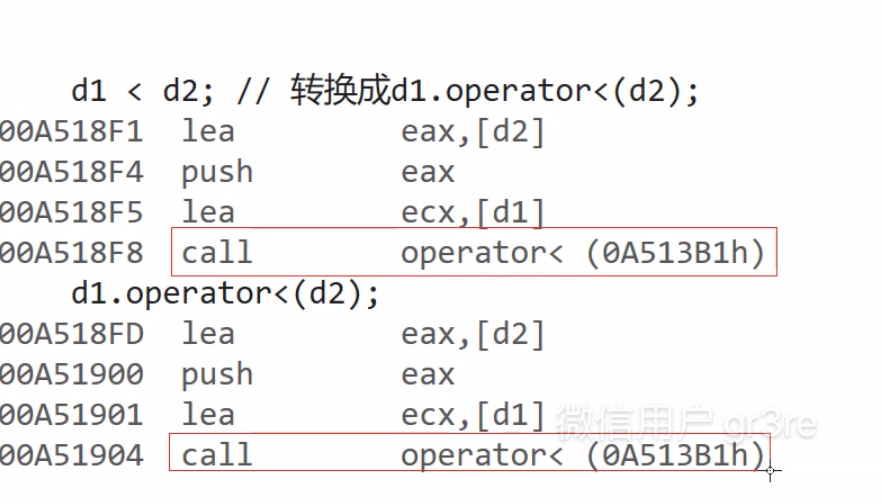 d1 < d2; // 转换成d1.operator<(d2);
00A518F1 lea eax,[d2]
00A518F4 push eax
00A518F5 lea ecx,[d1]
00A518F8 call operator< (0A513B1h)
d1.operator<(d2);
00A518FD lea eax,[d2]
00A51900 push eax
00A51901 lea ecx,[d1]
微信用户 gr3re
00A51904 call operator< (0A513B1h)